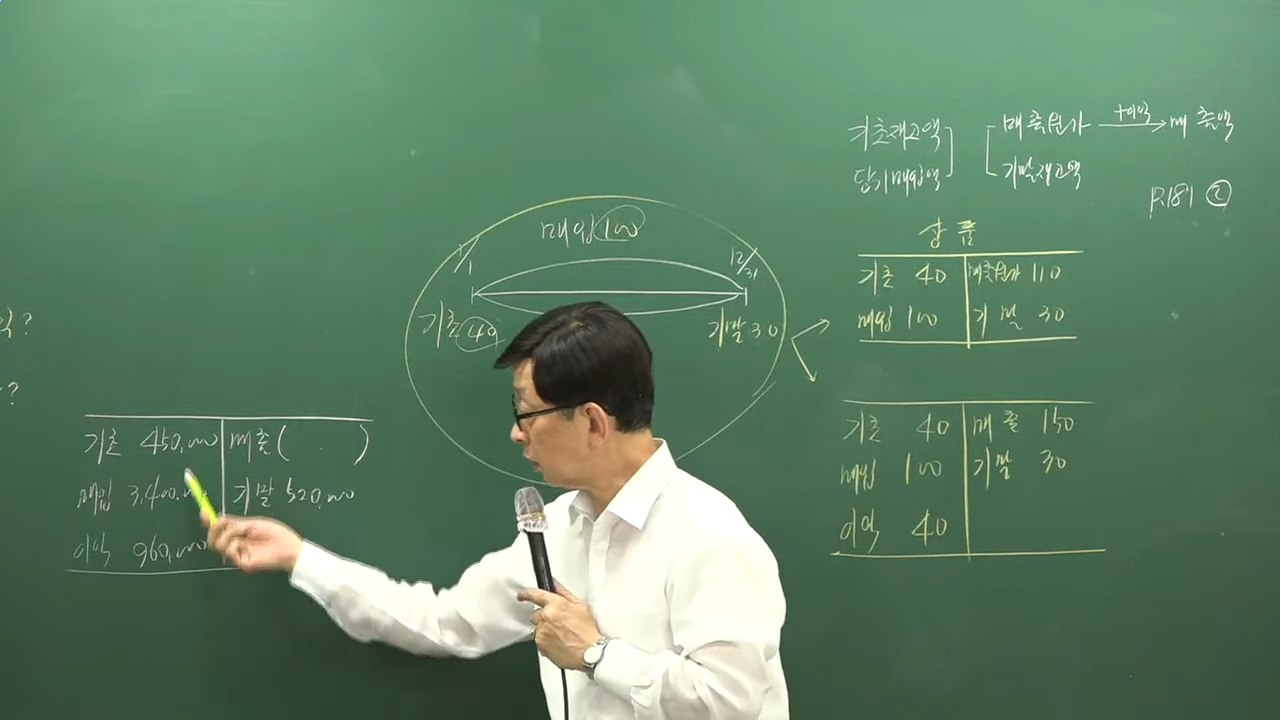 ?
?
기초 450,000 매출( )
매입 3,400,000 기말 520,000
이익 960,000
매입 100
1/1 12/31
기초 40 기말 30
기초재고액 매출원가 +이익 매출액
당기매입액 기말재고액
P.181 ②
상품
기초 40 매출원가 110
매입 100 기말 30
기초 40 매출 150
매입 100 기말 30
이익 40